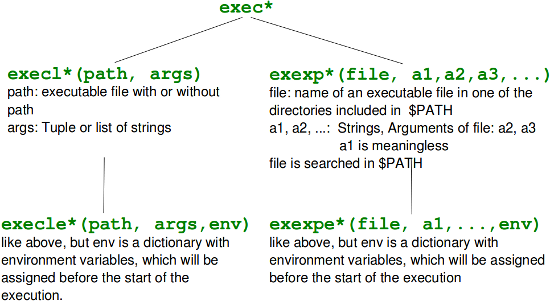 exec*
execl*(path, args)
path: executable file with or without
path
args: Tuple or list of strings
exexp*(file, a1,a2,a3,...)
file: name of an executable file in one of the
directories included in $PATH
a1, a2, ...: Strings, Arguments of file: a2, a3
a1 is meaningless
file is searched in $PATH
execle*(path, args,env)
like above, but env is a dictionary with
environment variables, which will be
assigned before the start of the
execution.
exexpe*(file, a1,...,env)
like above, but env is a dictionary with
environment variables, which will be assigned
before the start of the execution